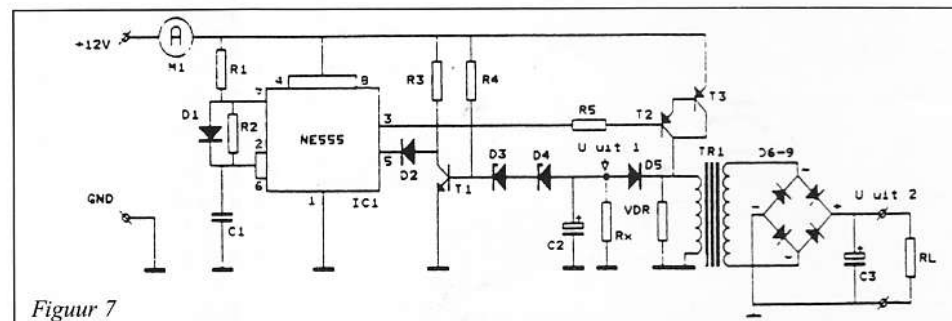 +12V
A
M1
R1
4
8
R3
R4
T3
7
D1
R2
NE555
3
R5
T2
2
U uit 1
TR1
D6-9
5
D2
T1
D3
D4
D5
6
U uit 2
GND
1
IC1
VDR
-
+
-
-
C1
C2
+
Rx
C3
+
RL
Figuur 7